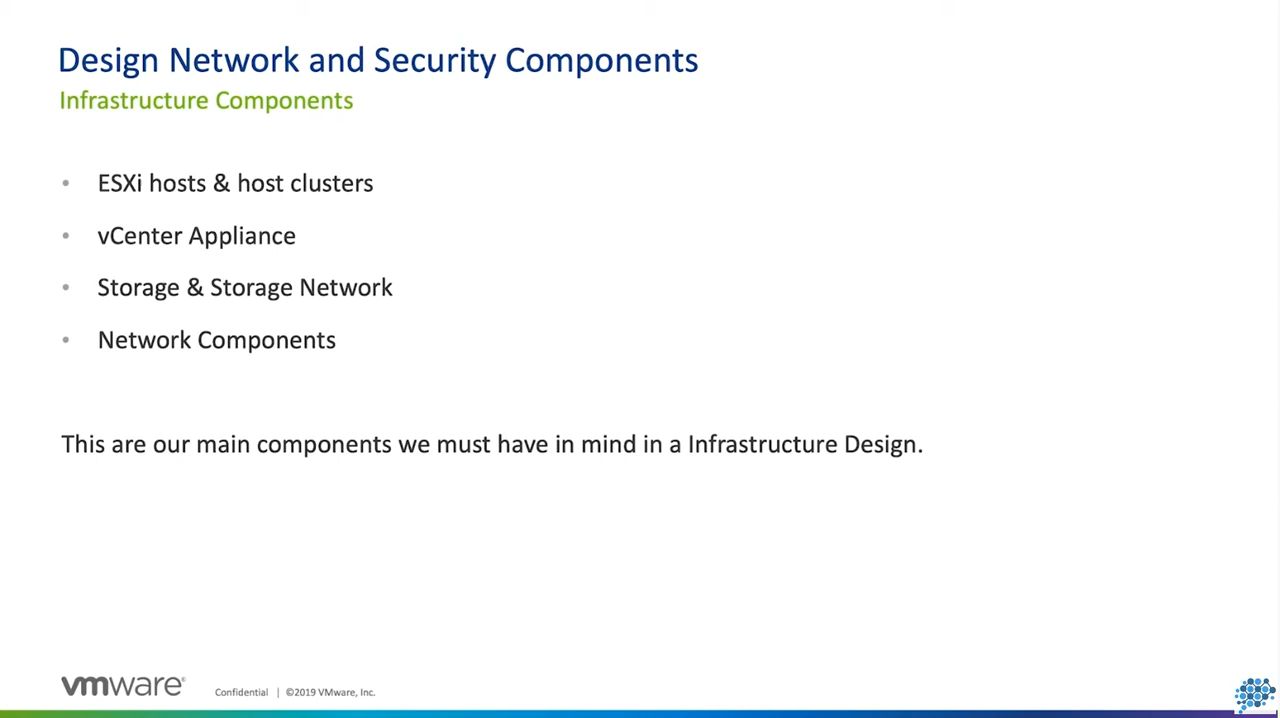 Design Network and Security Components
Infrastructure Components
• ESXi hosts & host clusters
• vCenter Appliance
• Storage & Storage Network
• Network Components
This are our main components we must have in mind in a Infrastructure Design.
vmware® Confidential | ©2019 VMware, Inc.